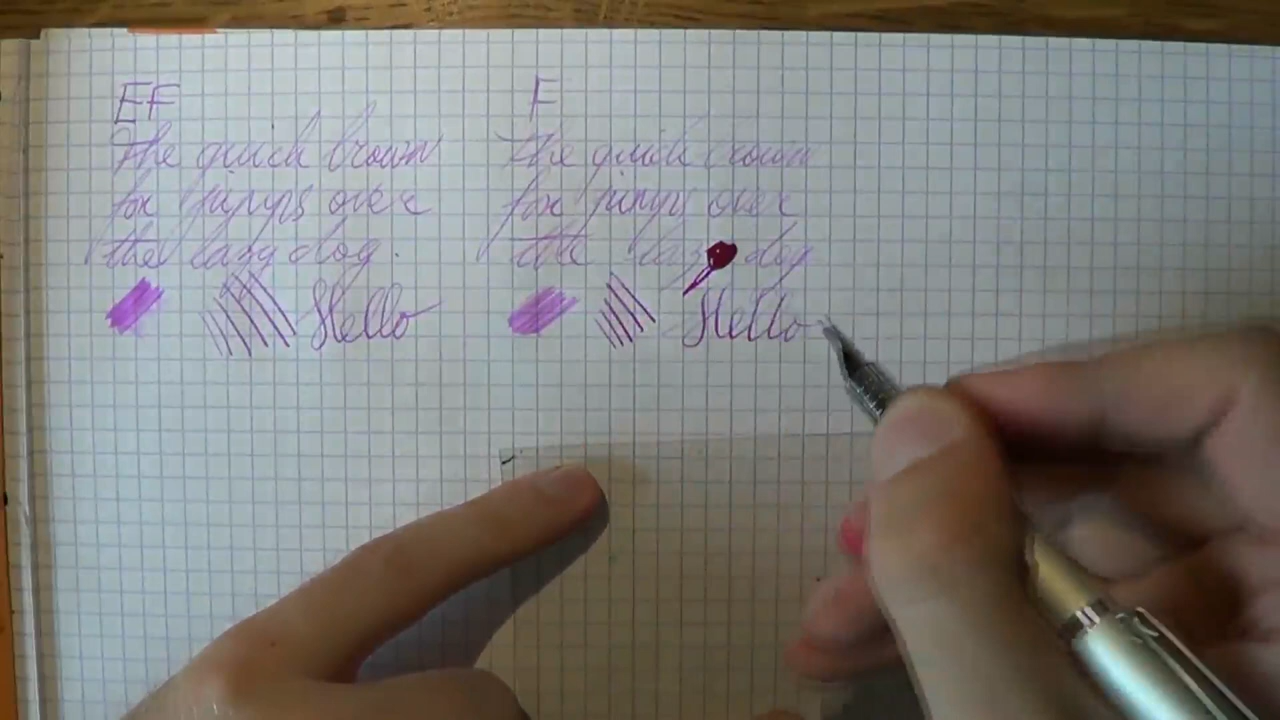 EF
The quick brown
fox jumps over
the lazy dog.
Hello
F
The quick brown
fox jumps over
the lazy dog
Hello